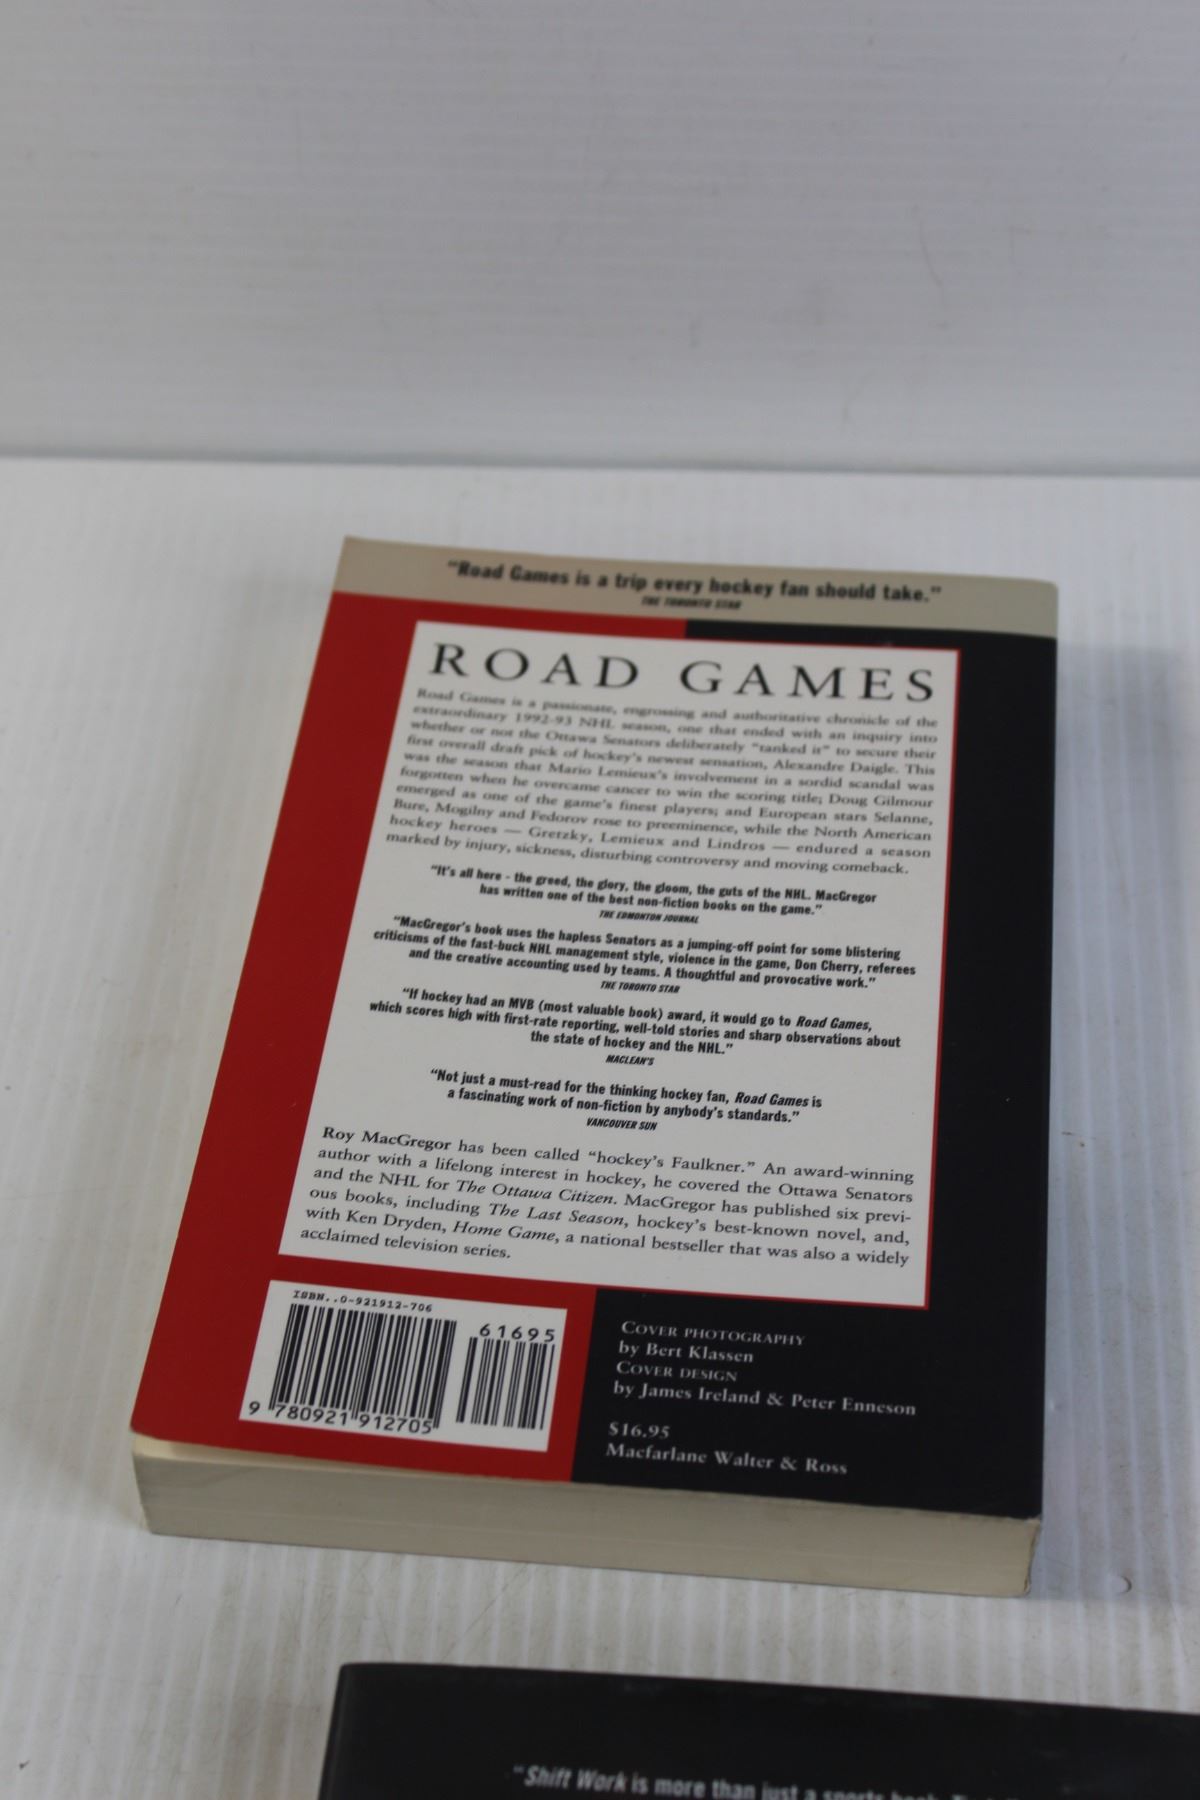 "Road Games is a trip every hockey fan should take."
THE TORONTO STAR
ROAD GAMES
Road Games is a passionate, engrossing and authoritative chronicle of the
extraordinary 1992-93 NHL season, one that ended with an inquiry into
whether or not the Ottawa Senators deliberately "tanked it" to secure their
first overall draft pick of hockey's newest sensation, Alexandre Daigle. This
was the season that Mario Lemieux's involvement in a sordid scandal was
forgotten when he overcame cancer to win the scoring title; Doug Gilmour
emerged as one of the game's finest players; and European stars Selanne,
Bure, Mogilny and Fedorov rose to preeminence, while the North American
hockey heroes — Gretzky, Lemieux and Lindros — endured a season
marked by injury, sickness, disturbing controversy and moving comeback.
"It's all here - the greed, the glory, the gloom, the guts of the NHL. MacGregor
has written one of the best non-fiction books on the game."
THE EDMONTON JOURNAL
"MacGregor's book uses the hapless Senators as a jumping-off point for some blistering
criticisms of the fast-buck NHL management style, violence in the game, Don Cherry, referees
and the creative accounting used by teams. A thoughtful and provocative work."
THE TORONTO STAR
"If hockey had an MVB (most valuable book) award, it would go to Road Games,
which scores high with first-rate reporting, well-told stories and sharp observations about
the state of hockey and the NHL."
MACLEAN'S
"Not just a must-read for the thinking hockey fan, Road Games is
a fascinating work of non-fiction by anybody's standards."
VANCOUVER SUN
Roy MacGregor has been called "hockey's Faulkner." An award-winning
author with a lifelong interest in hockey, he covered the Ottawa Senators
and the NHL for The Ottawa Citizen. MacGregor has published six previ-
ous books, including The Last Season, hockey's best-known novel, and,
with Ken Dryden, Home Game, a national bestseller that was also a widely
acclaimed television series.
ISBN..0-921912-706
61695
9 780921 912705
COVER PHOTOGRAPHY
by Bert Klassen
COVER DESIGN
by James Ireland & Peter Enneson
$16.95
Macfarlane Walter & Ross
"Shift Work is more than just a sports book.